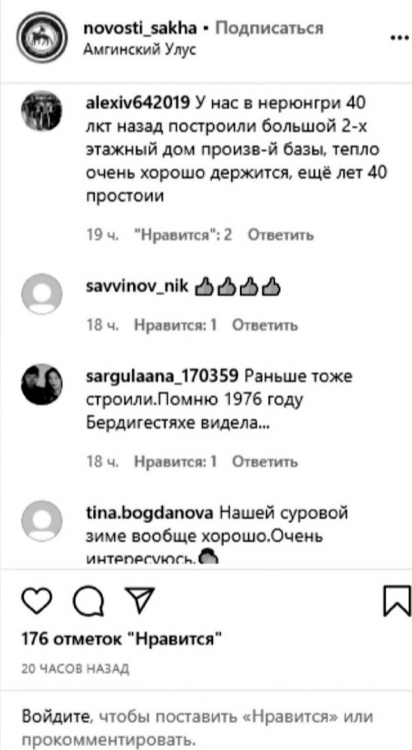 novosti_sakha • Подписаться
Амгинский Улус
alexiv642019 У нас в нерюнгри 40
лкт назад построили большой 2-х
этажный дом произв-й базы, тепло
очень хорошо держится, ещё лет 40
простоии
19 ч. "Нравится": 2 Ответить
savvinov_nik 👍👍👍👍
18 ч. Нравится: 1 Ответить
sargulaana_170359 Раньше тоже
строили.Помню 1976 году
Бердигестяхе видела...
18 ч. Нравится: 1 Ответить
tina.bogdanova Нашей суровой
зиме вообще хорошо.Очень
интересуюсь.
176 отметок "Нравится"
20 ЧАСОВ НАЗАД
Войдите, чтобы поставить «Нравится» или
прокомментировать.